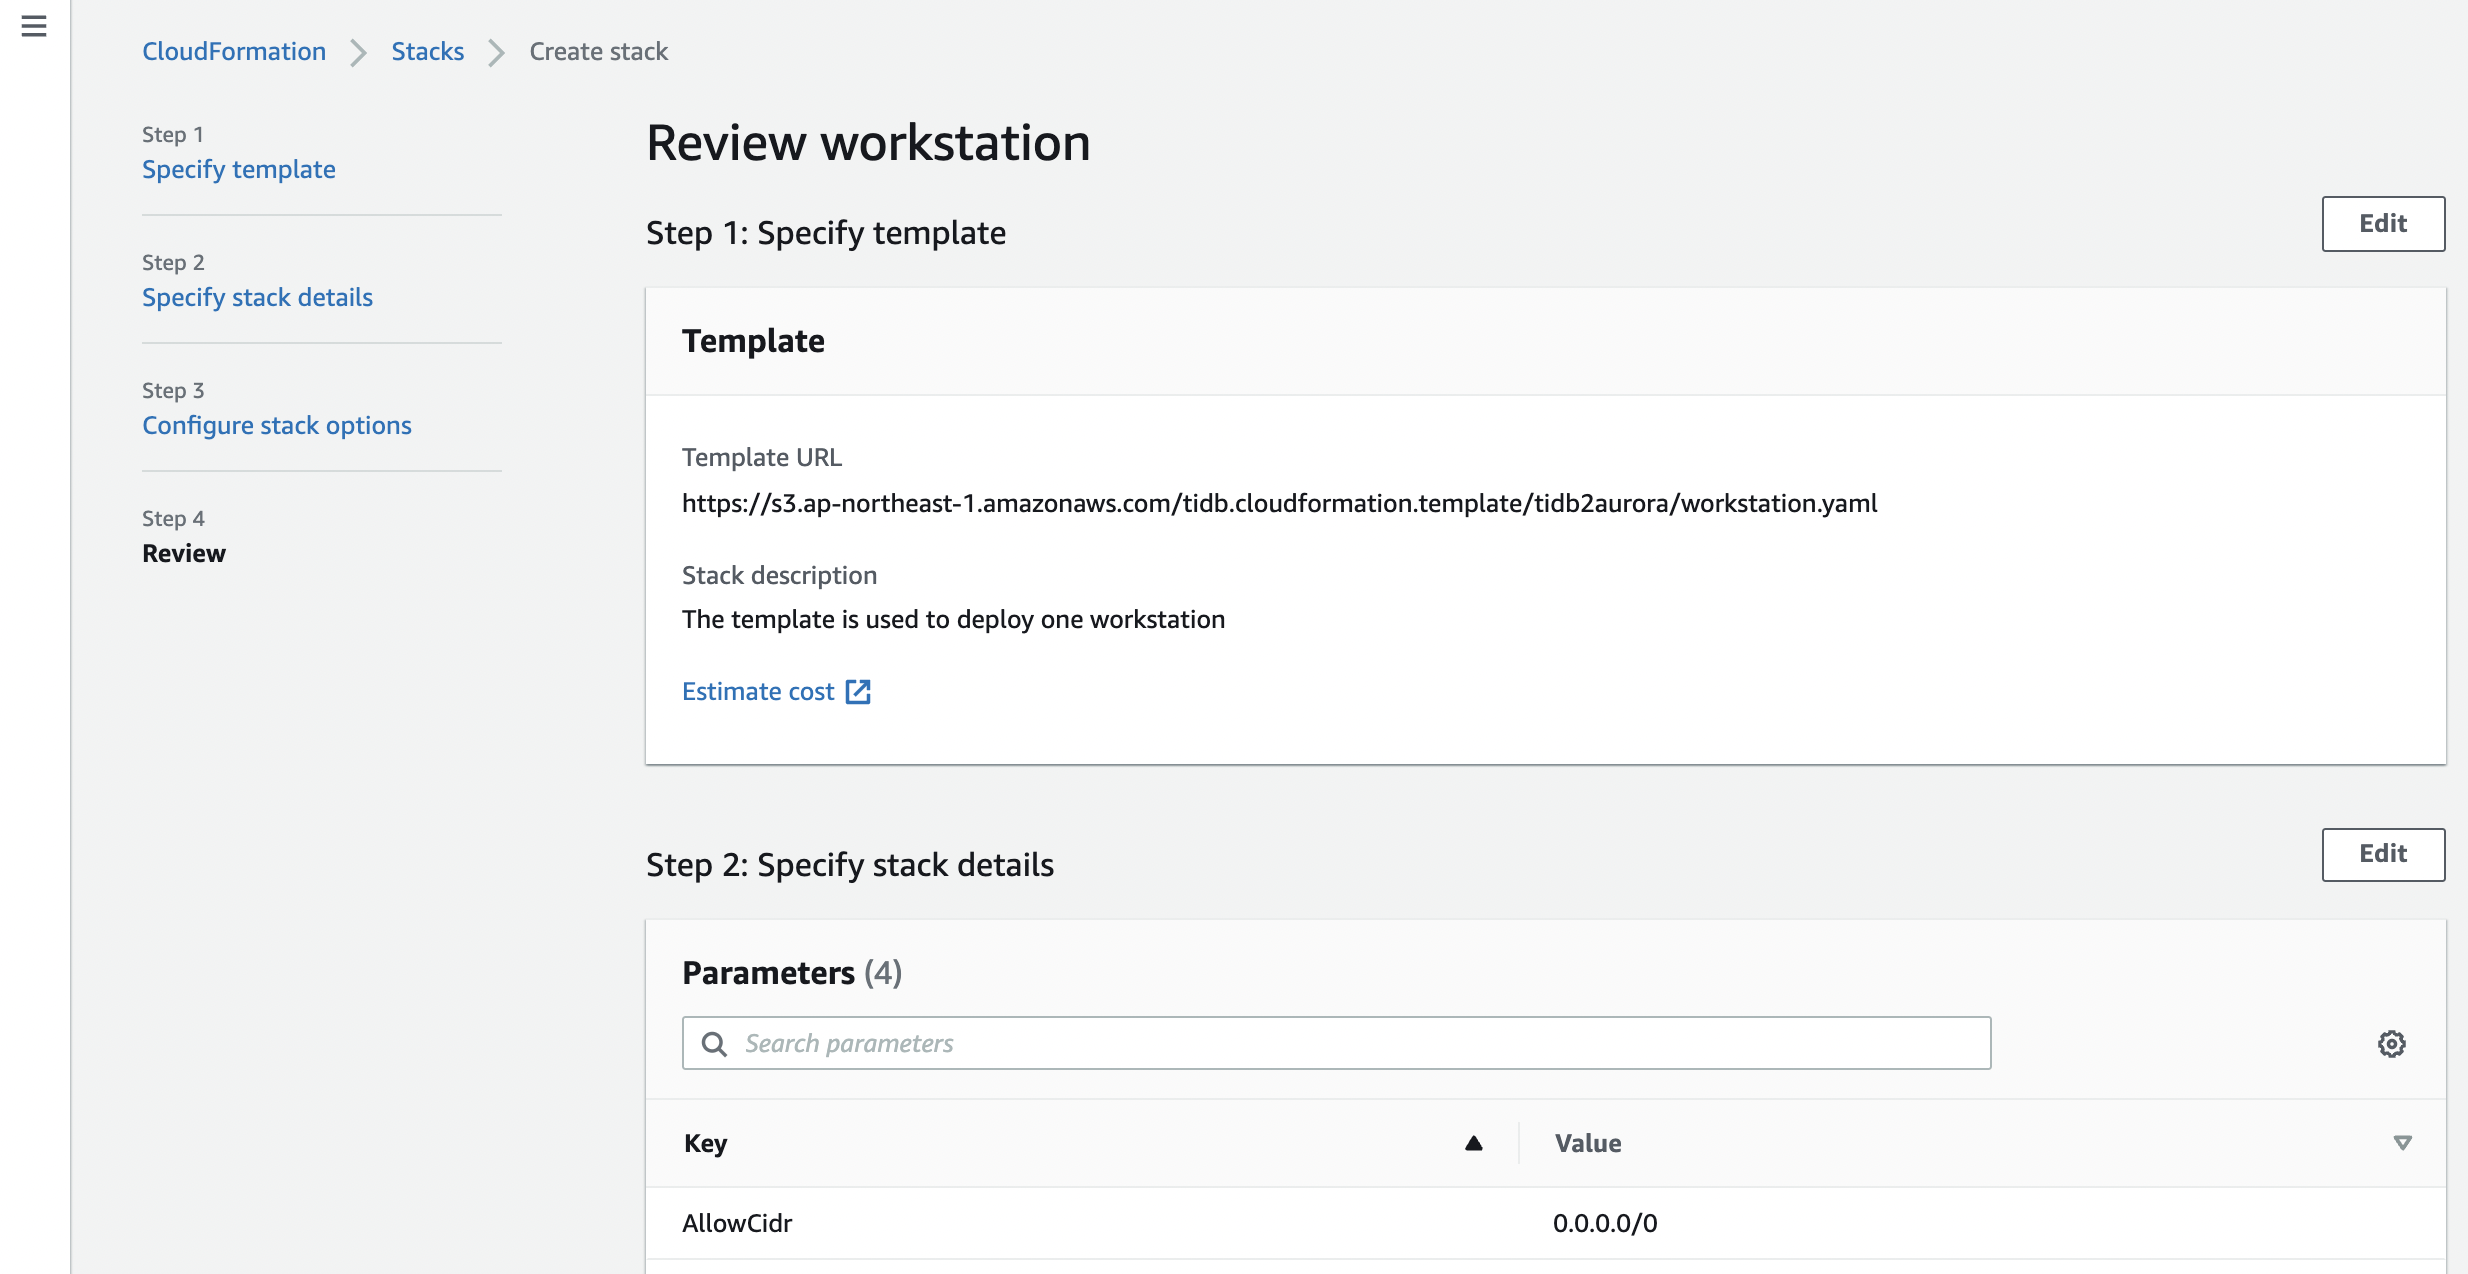 CloudFormation > Stacks > Create stack
Step 1
Specify template
Step 2
Specify stack details
Step 3
Configure stack options
Step 4
Review
Review workstation
Step 1: Specify template
Edit
Template
Template URL
https://s3.ap-northeast-1.amazonaws.com/tidb.cloudformation.template/tidb2aurora/workstation.yaml
Stack description
The template is used to deploy one workstation
Estimate cost
Step 2: Specify stack details
Edit
Parameters (4)
Search parameters
Key
Value
AllowCidr
0.0.0.0/0